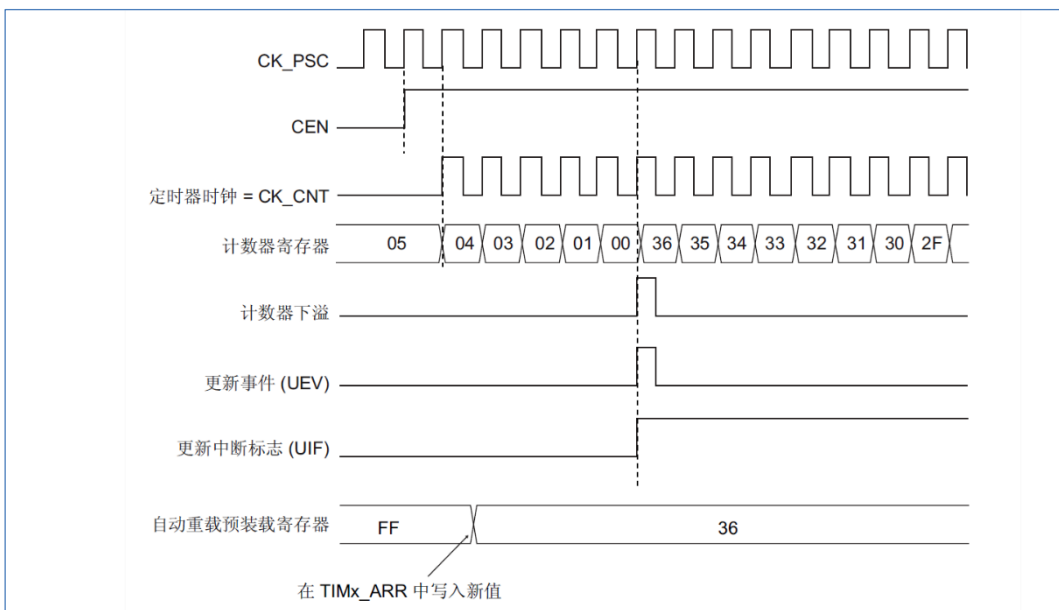 CK_PSC
CEN
定时器时钟 = CK_CNT
计数器寄存器 05 04 03 02 01 00 36 35 34 33 32 31 30 2F
计数器下溢
更新事件 (UEV)
更新中断标志 (UIF)
自动重载预装载寄存器 FF 36
在 TIMx_ARR 中写入新值